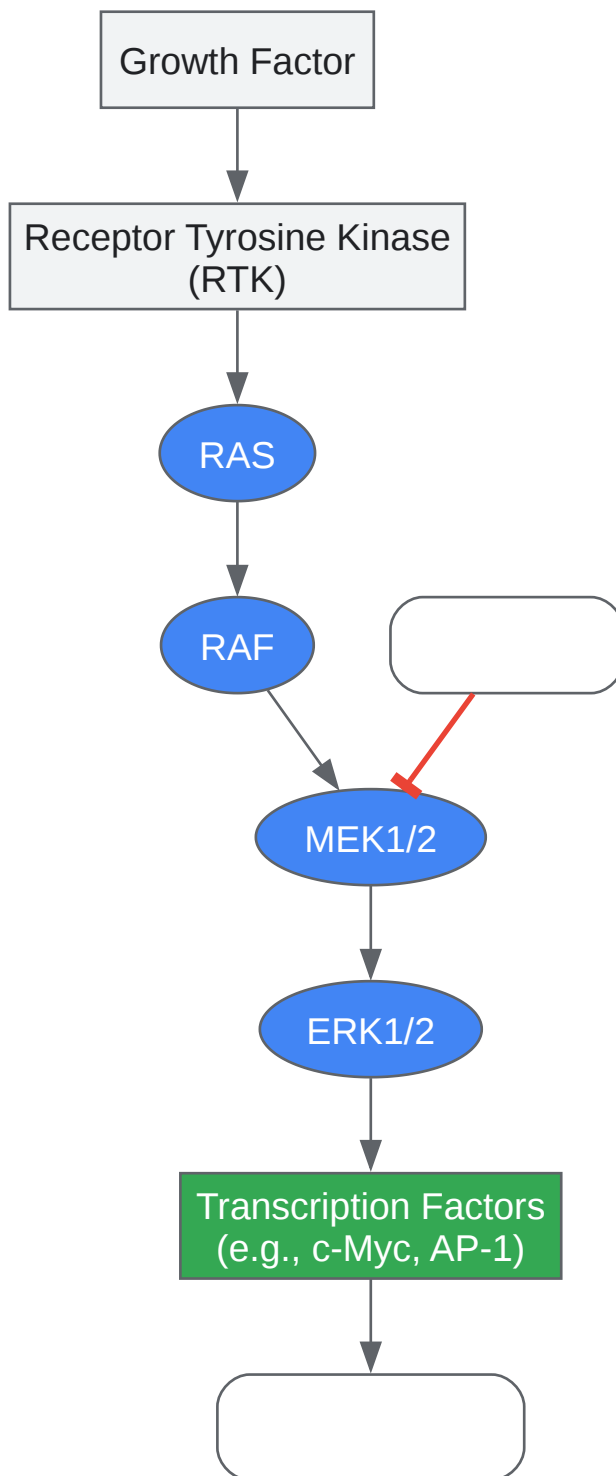 Growth Factor
Receptor Tyrosine Kinase
(RTK)
RAS
RAF
MEK1/2
ERK1/2
Transcription Factors
(e.g., c-Myc, AP-1)